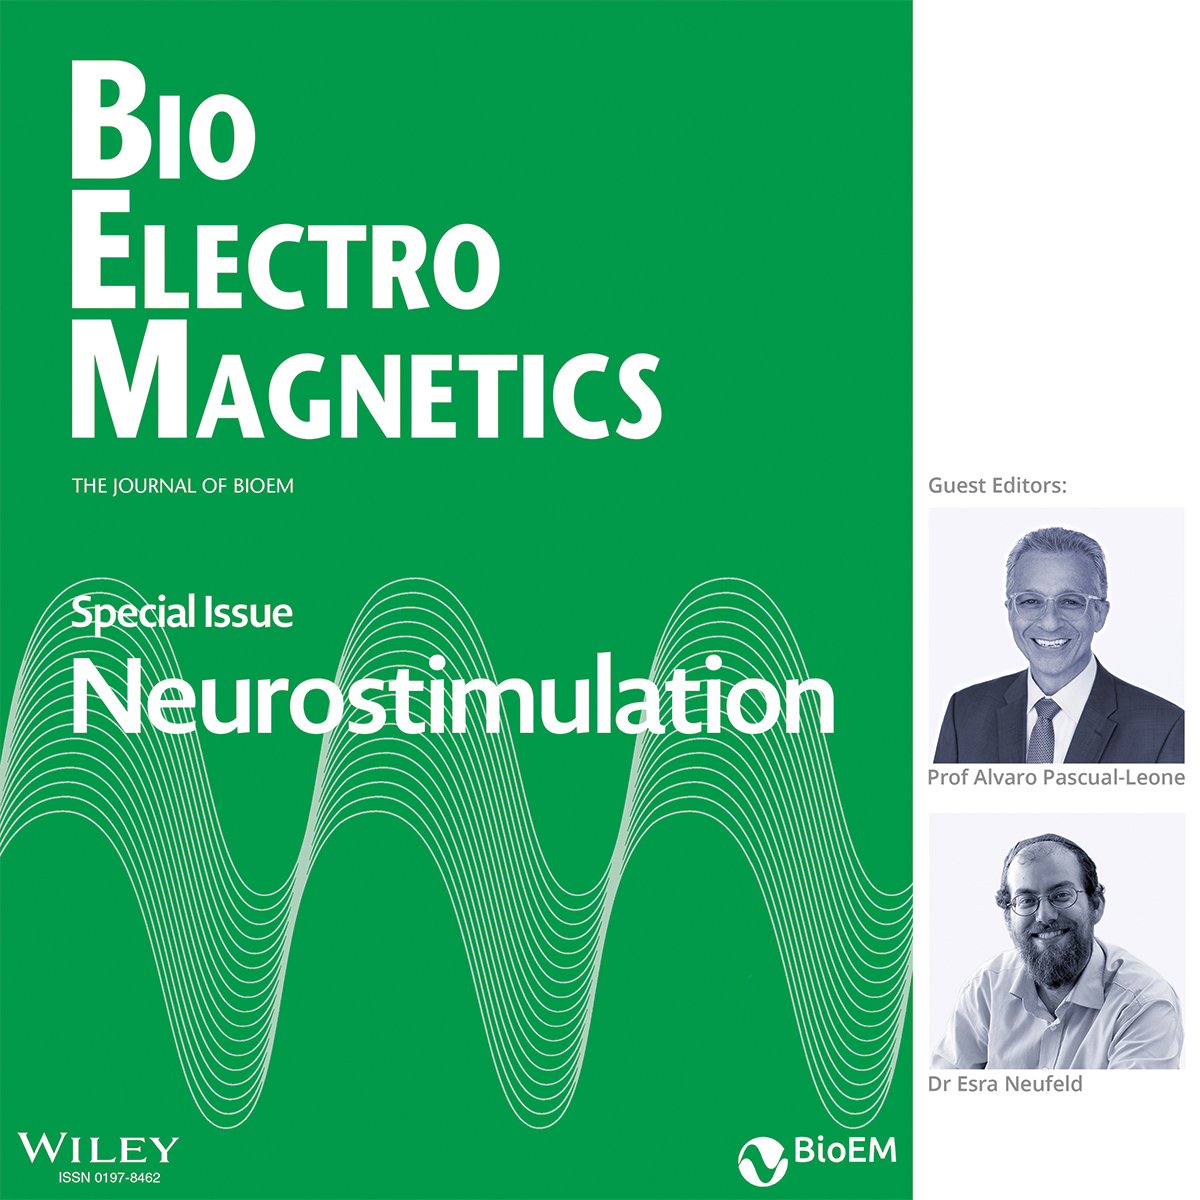 BIO
ELECTRO
MAGNETICS
THE JOURNAL OF BIOEM
Special Issue
Neurostimulation
Guest Editors:
Prof Alvaro Pascual-Leone
Dr Esra Neufeld
WILEY
ISSN 0197-8462
BioEM